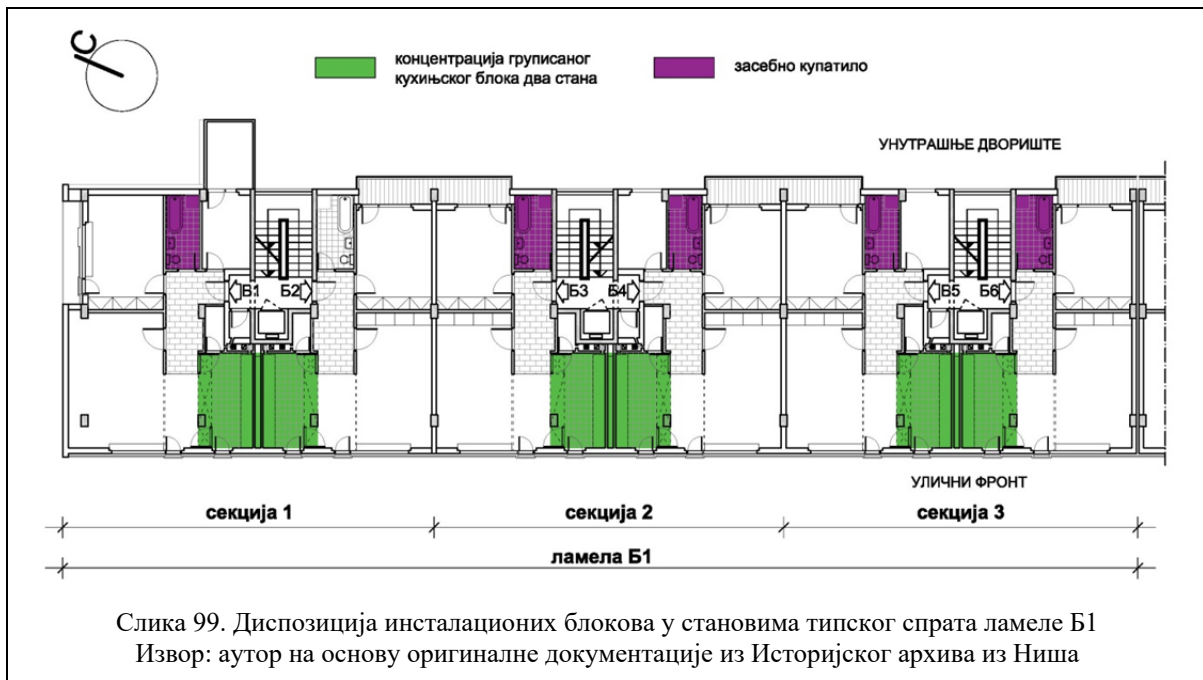 С
концентрација груписаног
кухињског блока два стана
засебно купатило
УНУТРАШЊЕ ДВОРИШТЕ
Б1 Б2 Б3 Б4 Б5 Б6
УЛИЧНИ ФРОНТ
секција 1 секција 2 секција 3
ламела Б1
Слика 99. Диспозиција инсталационих блокова у становима типског спрата ламеле Б1
Извор: аутор на основу оригиналне документације из Историјског архива из Ниша